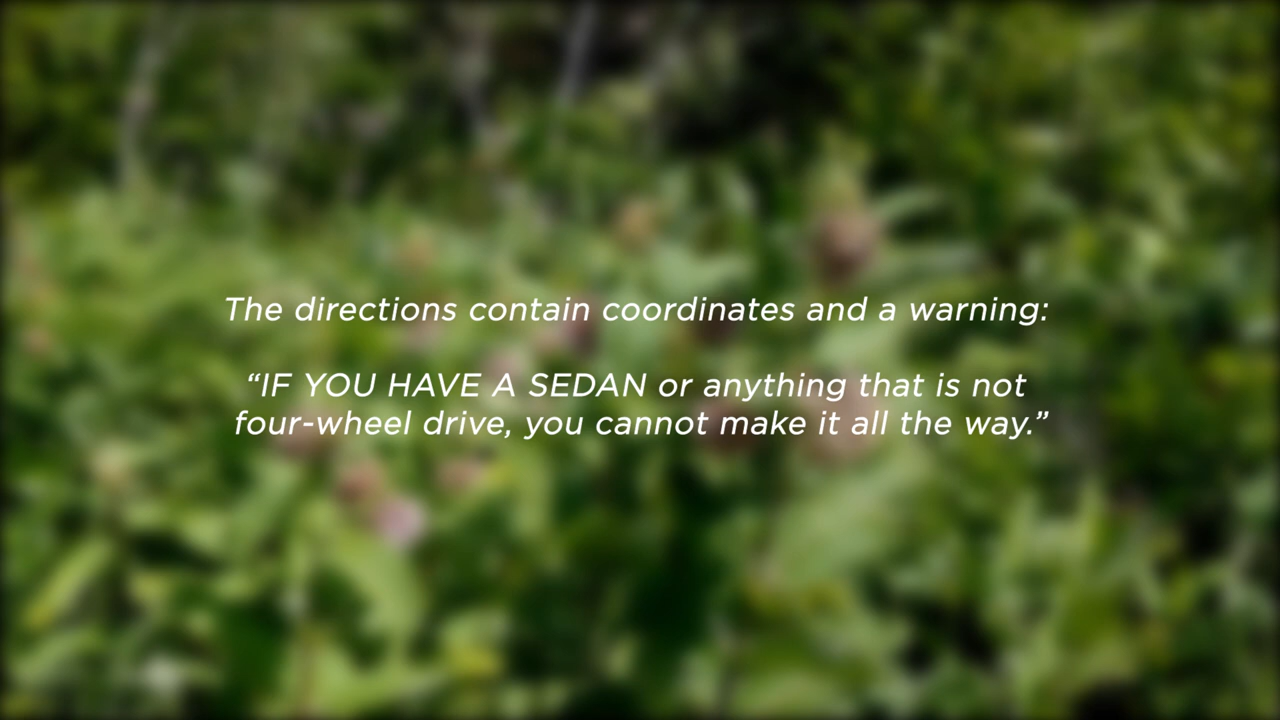 The directions contain coordinates and a warning:
“IF YOU HAVE A SEDAN or anything that is not
four-wheel drive, you cannot make it all the way.”